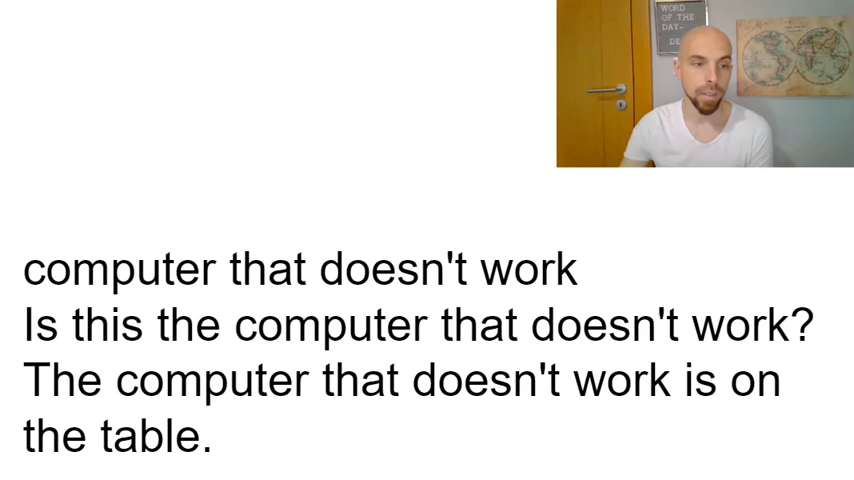 WORD
OF THE
DAY-
DE
computer that doesn't work
Is this the computer that doesn't work?
The computer that doesn't work is on
the table.